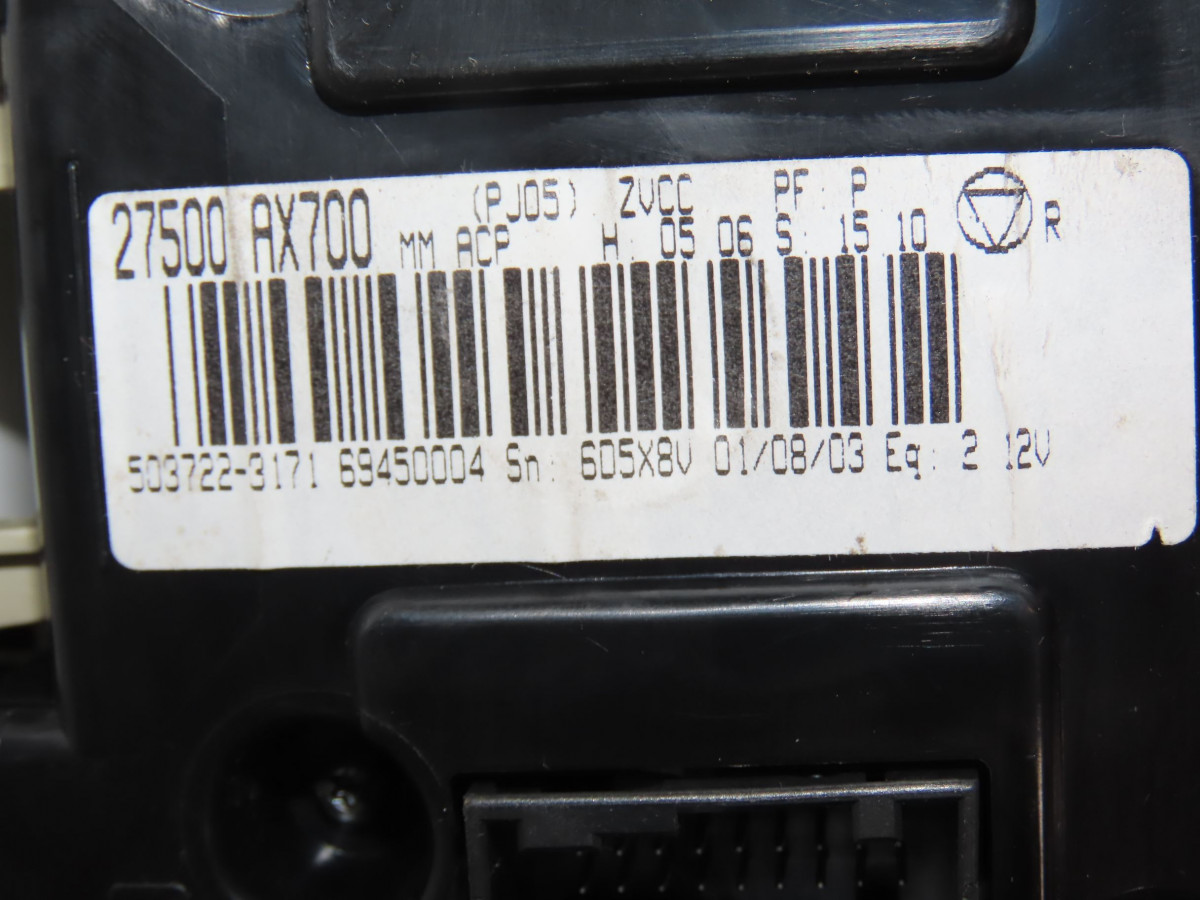 27500 AX700 (PJ05) ZVCC PF: P
MM ACP H: 05 06 S: 15 10 R
503722-3171 69450004 Sn: 6D5X8V 01/08/03 Eq: 2 12V